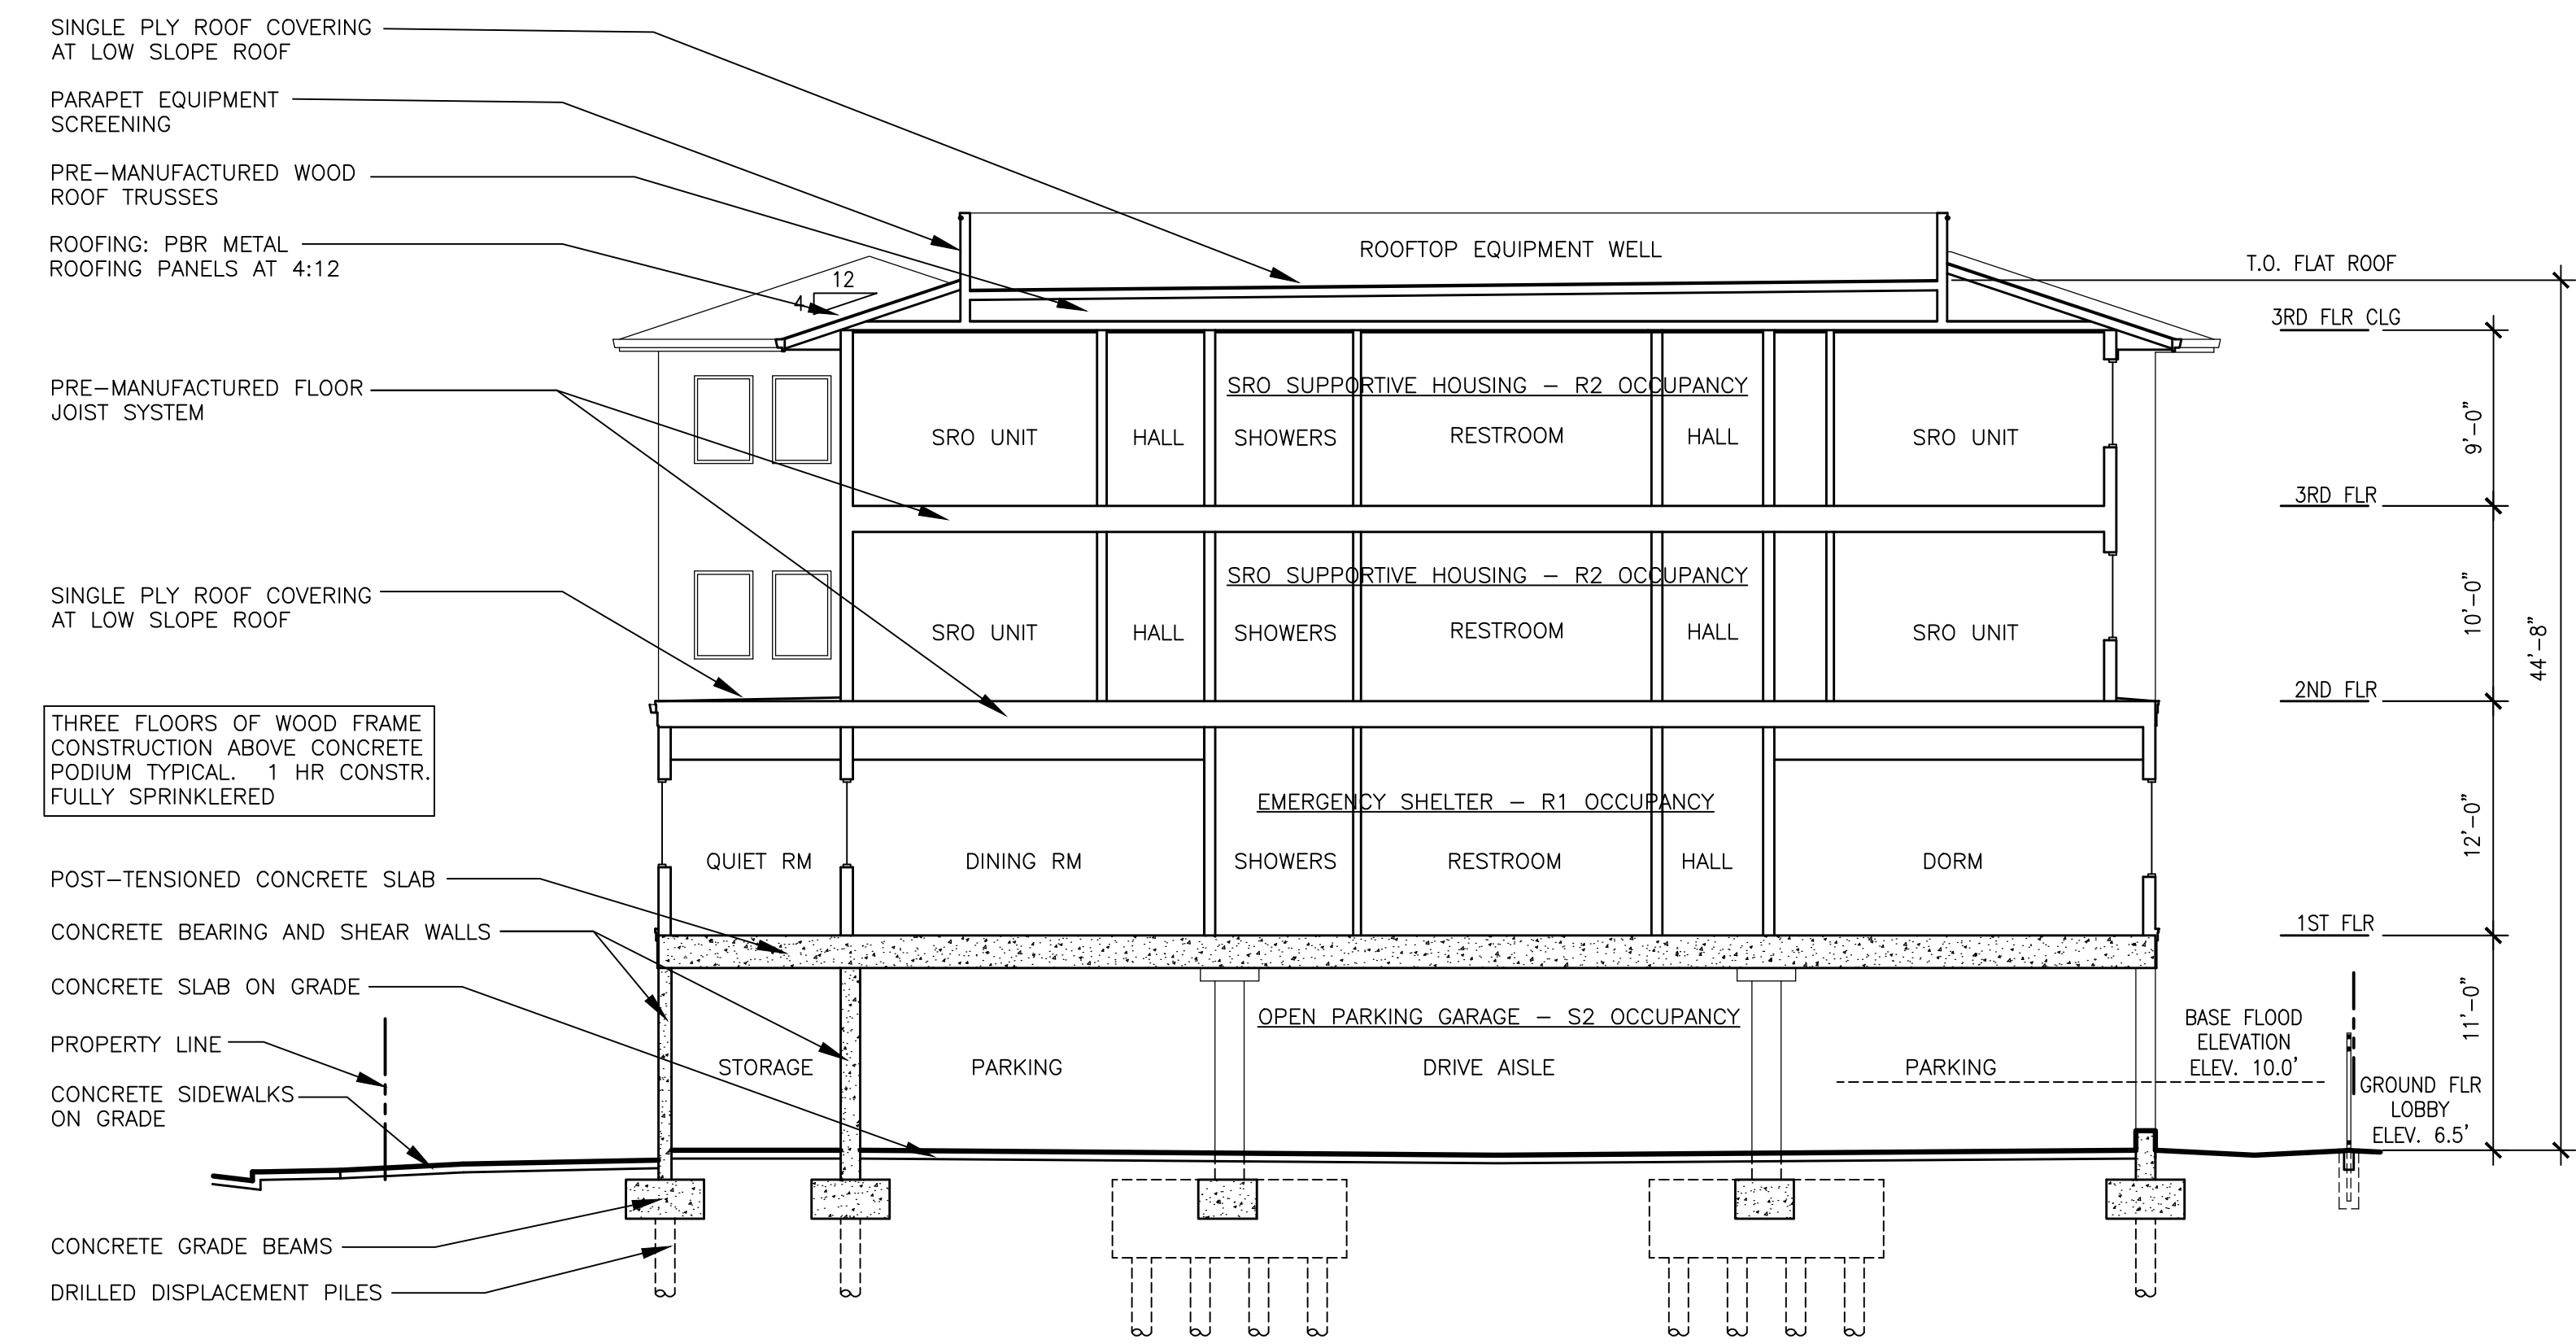 SINGLE PLY ROOF COVERING
AT LOW SLOPE ROOF
PARAPET EQUIPMENT
SCREENING
PRE-MANUFACTURED WOOD
ROOF TRUSSES
ROOFING: PBR METAL
ROOFING PANELS AT 4:12
PRE-MANUFACTURED FLOOR
JOIST SYSTEM
SINGLE PLY ROOF COVERING
AT LOW SLOPE ROOF
THREE FLOORS OF WOOD FRAME
CONSTRUCTION ABOVE CONCRETE
PODIUM TYPICAL. 1 HR CONSTR.
FULLY SPRINKLERED
POST-TENSIONED CONCRETE SLAB
CONCRETE BEARING AND SHEAR WALLS
CONCRETE SLAB ON GRADE
PROPERTY LINE
CONCRETE SIDEWALKS
ON GRADE
CONCRETE GRADE BEAMS
DRILLED DISPLACEMENT PILES
12
4
ROOFTOP EQUIPMENT WELL
SRO SUPPORTIVE HOUSING - R2 OCCUPANCY
SRO UNIT
HALL
SHOWERS
RESTROOM
HALL
SRO UNIT
SRO SUPPORTIVE HOUSING - R2 OCCUPANCY
SRO UNIT
HALL
SHOWERS
RESTROOM
HALL
SRO UNIT
EMERGENCY SHELTER - R1 OCCUPANCY
QUIET RM
DINING RM
SHOWERS
RESTROOM
HALL
DORM
OPEN PARKING GARAGE - S2 OCCUPANCY
STORAGE
PARKING
DRIVE AISLE
PARKING
T.O. FLAT ROOF
3RD FLR CLG
9'-0"
3RD FLR
10'-0"
2ND FLR
44'-8"
12'-0"
1ST FLR
11'-0"
BASE FLOOD
ELEVATION
ELEV. 10.0'
GROUND FLR
LOBBY
ELEV. 6.5'